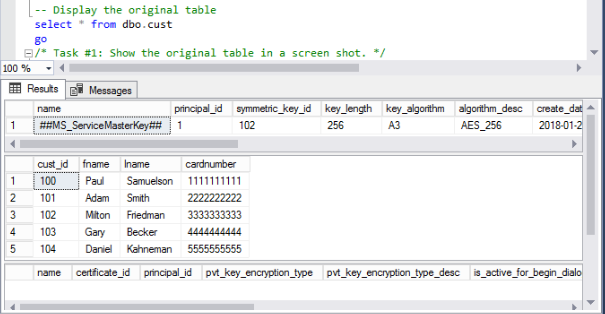 -- Display the original table
select * from dbo.cust
go
/* Task #1: Show the original table in a screen shot. */
100 %
Results Messages
name principal_id symmetric_key_id key_length key_algorithm algorithm_desc create_dat
1 ##MS_ServiceMasterKey## 1 102 256 A3 AES_256 2018-01-2
cust_id fname lname cardnumber
1 100 Paul Samuelson 1111111111
2 101 Adam Smith 2222222222
3 102 Milton Friedman 3333333333
4 103 Gary Becker 4444444444
5 104 Daniel Kahneman 5555555555
name certificate_id principal_id pvt_key_encryption_type pvt_key_encryption_type_desc is_active_for_begin_dialo